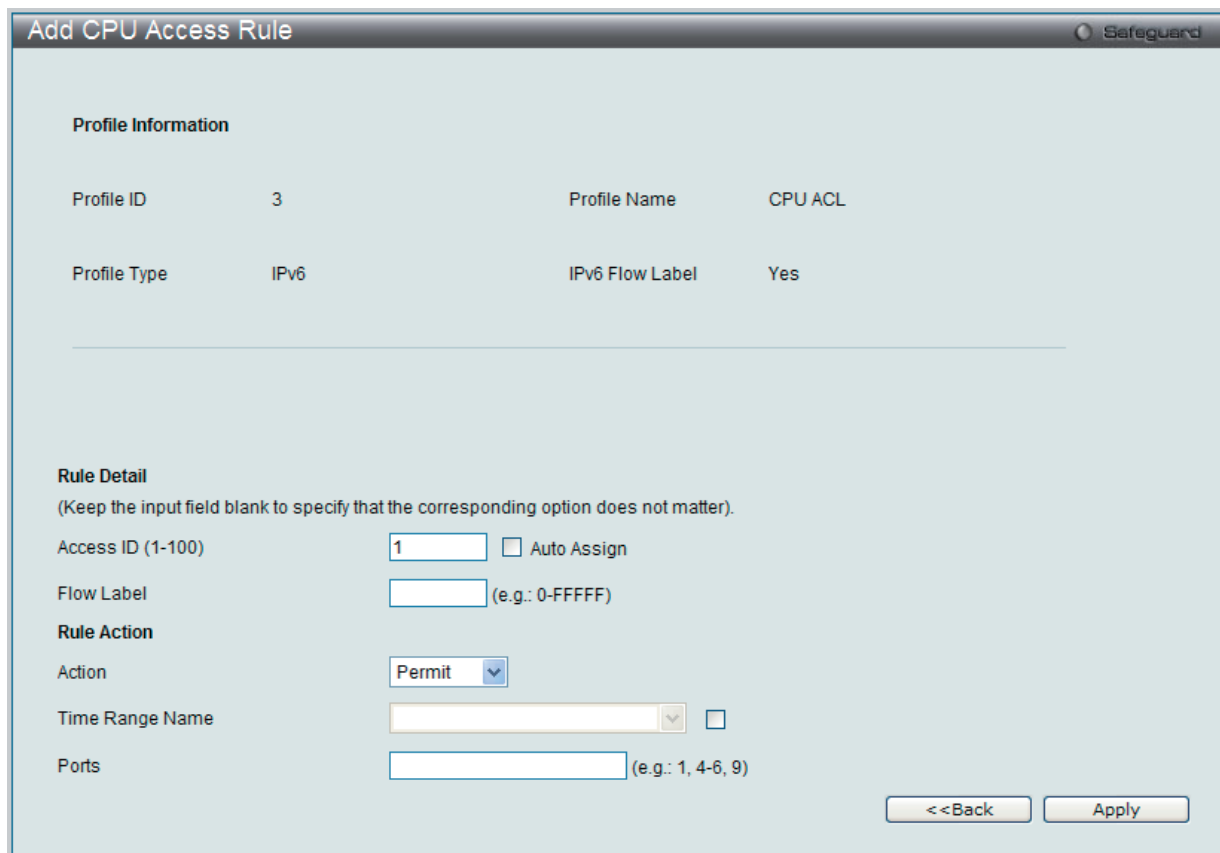 Add CPU Access Rule
Safeguard
Profile Information
Profile ID 3 Profile Name CPU ACL
Profile Type IPv6 IPv6 Flow Label Yes
Rule Detail
(Keep the input field blank to specify that the corresponding option does not matter).
Access ID (1-100) 1 Auto Assign
Flow Label (e.g.: 0-FFFFF)
Rule Action
Action Permit
Time Range Name
Ports (e.g.: 1, 4-6, 9)
<<Back Apply